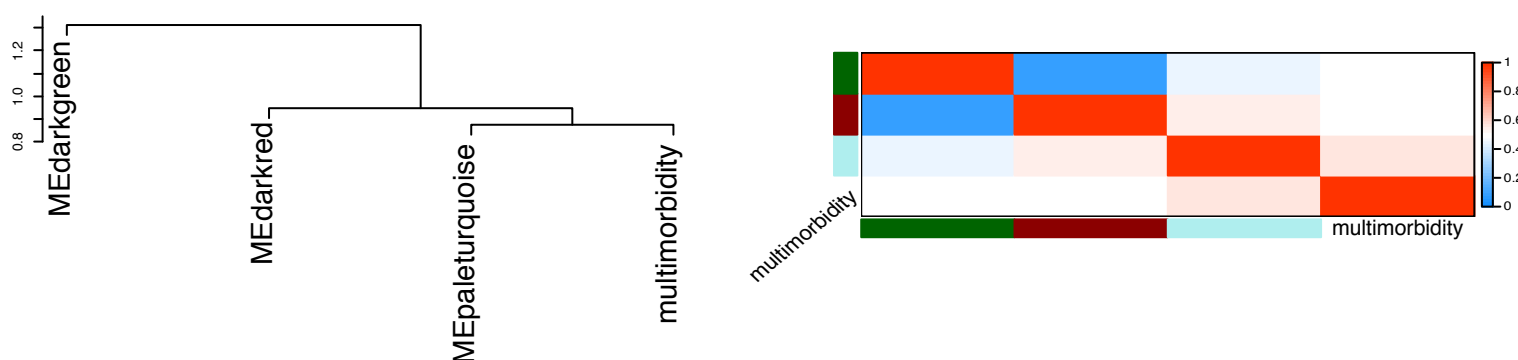 1.2
1.0
0.8
MEdarkgreen
MEdarkred
MEpaleturquoise
multimorbidity
multimorbidity
multimorbidity
1
0.8
0.6
0.4
0.2
0